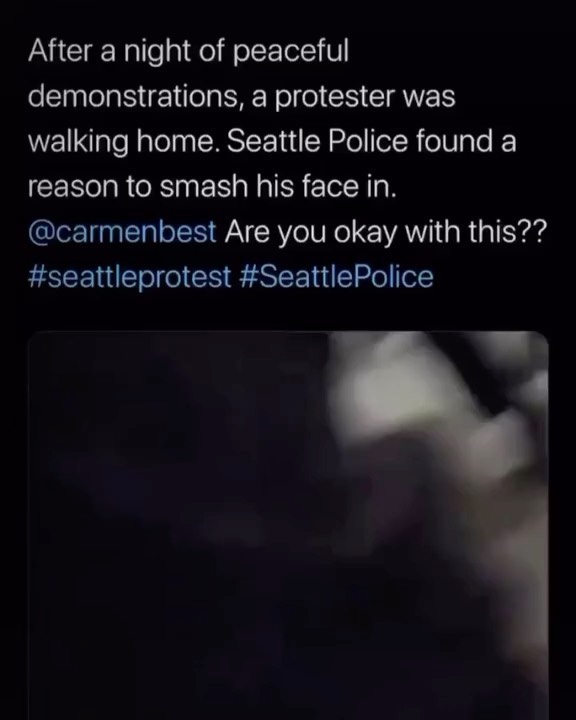 After a night of peaceful
demonstrations, a protester was
walking home. Seattle Police found a
reason to smash his face in.
@carmenbest Are you okay with this??
#seattleprotest #SeattlePolice